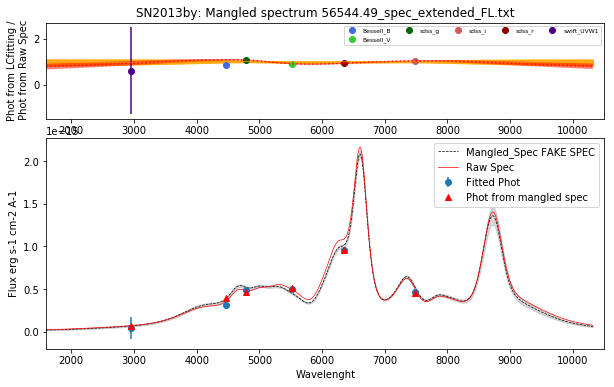 SN2013by: Mangled spectrum 56544.49_spec_extended_FL.txt
Phot from LCfitting /
Phot from Raw Spec
2
0
Bessell_B
Bessell_V
sdss_g
sdss_i
sdss_r
swift_UVW1
2000 3000 4000 5000 6000 7000 8000 9000 10000
1e-15
Flux erg s-1 cm-2 A-1
2.0
1.5
1.0
0.5
0.0
Mangled_Spec FAKE SPEC
Raw Spec
Fitted Phot
Phot from mangled spec
2000 3000 4000 5000 6000 7000 8000 9000 10000
Wavelenght